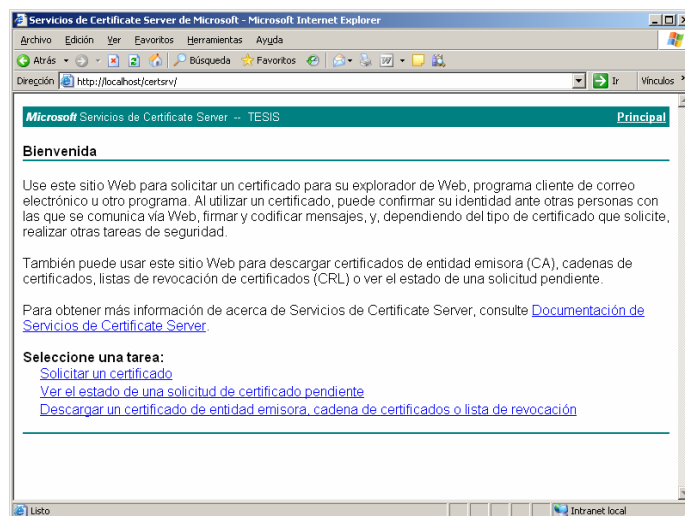 Servicios de Certificate Server de Microsoft - Microsoft Internet Explorer
Archivo Edición Ver Favoritos Herramientas Ayuda
Atrás Búsqueda Favoritos
Dirección http://localhost/certsrv/ Ir Vínculos »
Microsoft Servicios de Certificate Server -- TESIS Principal
Bienvenida
Use este sitio Web para solicitar un certificado para su explorador de Web, programa cliente de correo
electrónico u otro programa. Al utilizar un certificado, puede confirmar su identidad ante otras personas con
las que se comunica vía Web, firmar y codificar mensajes, y, dependiendo del tipo de certificado que solicite,
realizar otras tareas de seguridad.
También puede usar este sitio Web para descargar certificados de entidad emisora (CA), cadenas de
certificados, listas de revocación de certificados (CRL) o ver el estado de una solicitud pendiente.
Para obtener más información de acerca de Servicios de Certificate Server, consulte Documentación de
Servicios de Certificate Server.
Seleccione una tarea:
Solicitar un certificado
Ver el estado de una solicitud de certificado pendiente
Descargar un certificado de entidad emisora, cadena de certificados o lista de revocación
Listo Intranet local